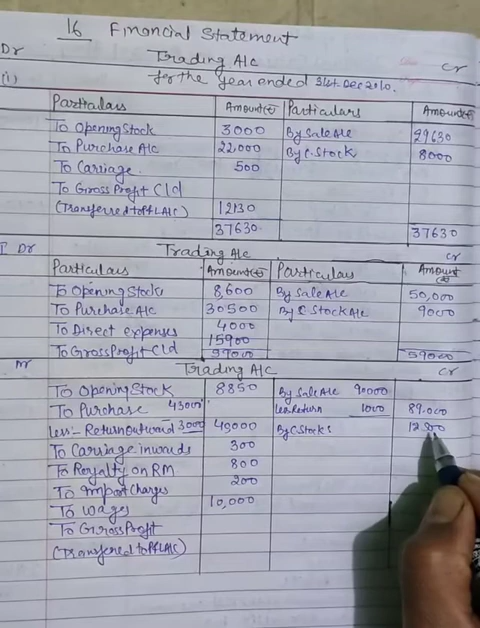 16 Financial Statement
Dr Trading A/c Cr
(i) for the year ended 31st Dec 2010.
Particulars Amount(₹) Particulars Amount(₹)
To Opening Stock 3000 By Sale A/c 29630
To Purchase A/c 22,000 By C. Stock 8000
To Carriage. 500
To Gross Profit C/d
(Transferred to P/L A/C) 12130
37630 37630
Dr Trading A/c Cr
Particulars Amount(₹) Particulars Amount
To Opening Stock 8,600 By Sale A/c 50,000
To Purchase A/c 30500 By C Stock A/c 9000
To Direct expenses 4000
To Gross Profit C/d 15900
59000 59000
Trading A/C Cr
To Opening Stock 8850 By Sale A/c 90000
To Purchase 43000 Less Return 1000 89,000
Less:- Return outward 3000 40000 By C. Stock
To Carriage inwards 300
To Royalty on RM 800
To Import Charges 200
To Wages 10,000
To Gross Profit
(Transferred to P/L A/C)